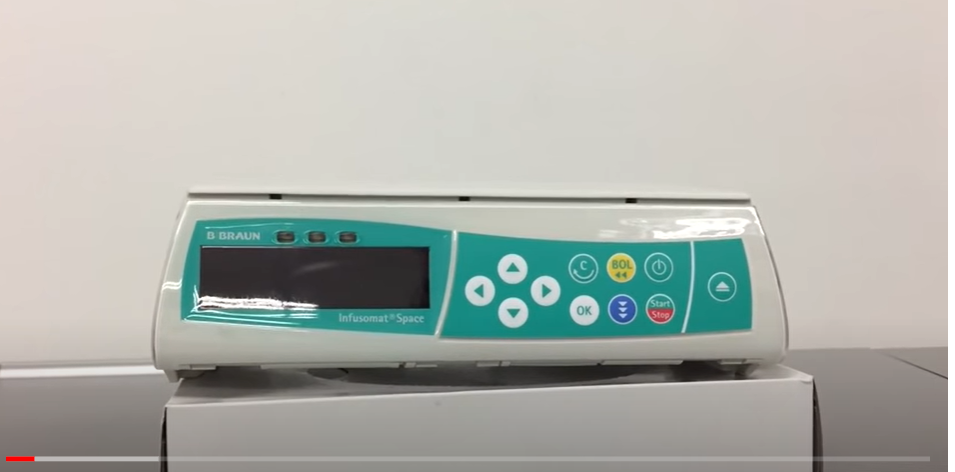 B BRAUN
Infusomat® Space
C
BOL
OK
Start
Stop